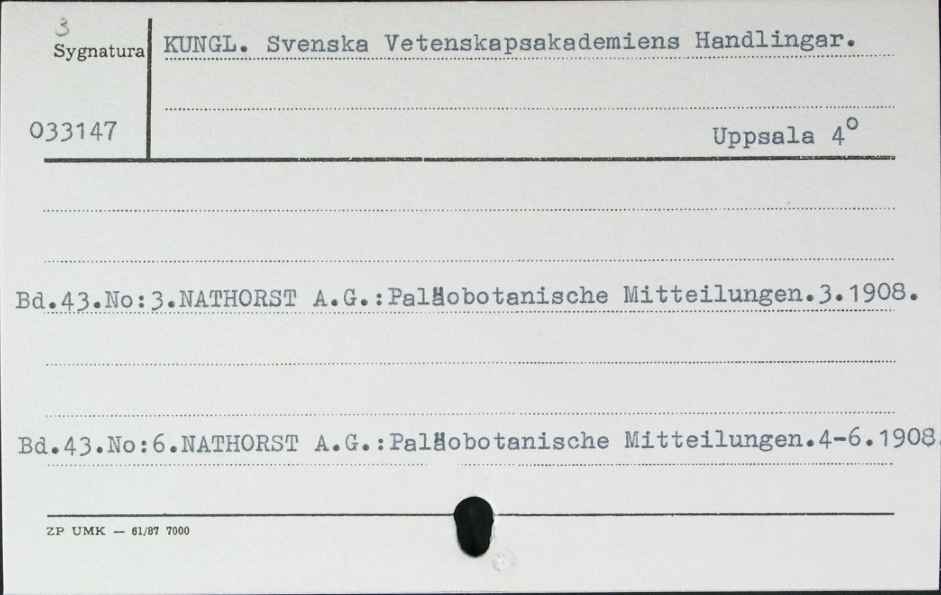 3
Sygnatura
KUNGL. Svenska Vetenskapsakademiens Handlingar.
033147
Uppsala 4°
Bd.43.No:3.NATHORST A.G.:Paläobotanische Mitteilungen.3.1908.
Bd.43.No:6.NATHORST A.G.:Paläobotanische Mitteilungen.4-6.1908.
ZP UMK — 61/87 7000